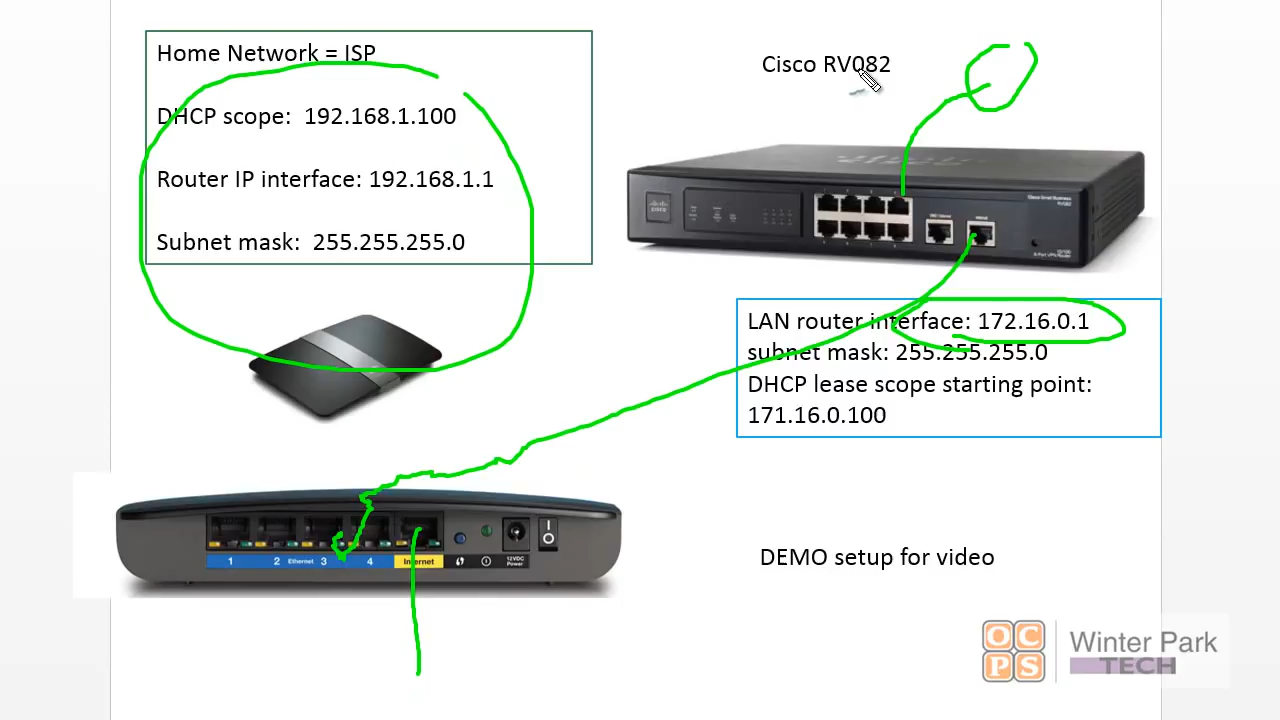 Home Network = ISP
DHCP scope: 192.168.1.100
Router IP interface: 192.168.1.1
Subnet mask: 255.255.255.0
Cisco RV082
LAN router interface: 172.16.0.1
subnet mask: 255.255.255.0
DHCP lease scope starting point:
171.16.0.100
1 2 Ethernet 3 4 Internet
12VDC
Power
DEMO setup for video
OC
PS
Winter Park
TECH